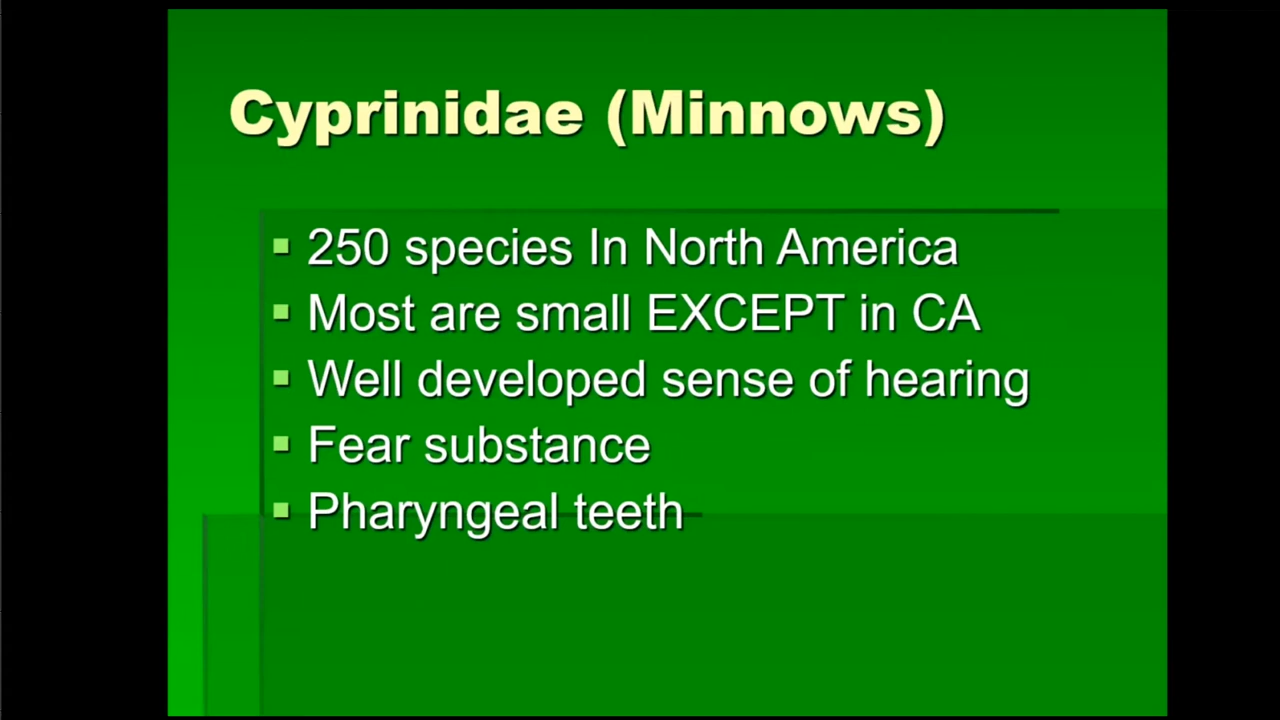 Cyprinidae (Minnows)
250 species In North America
Most are small EXCEPT in CA
Well developed sense of hearing
Fear substance
Pharyngeal teeth